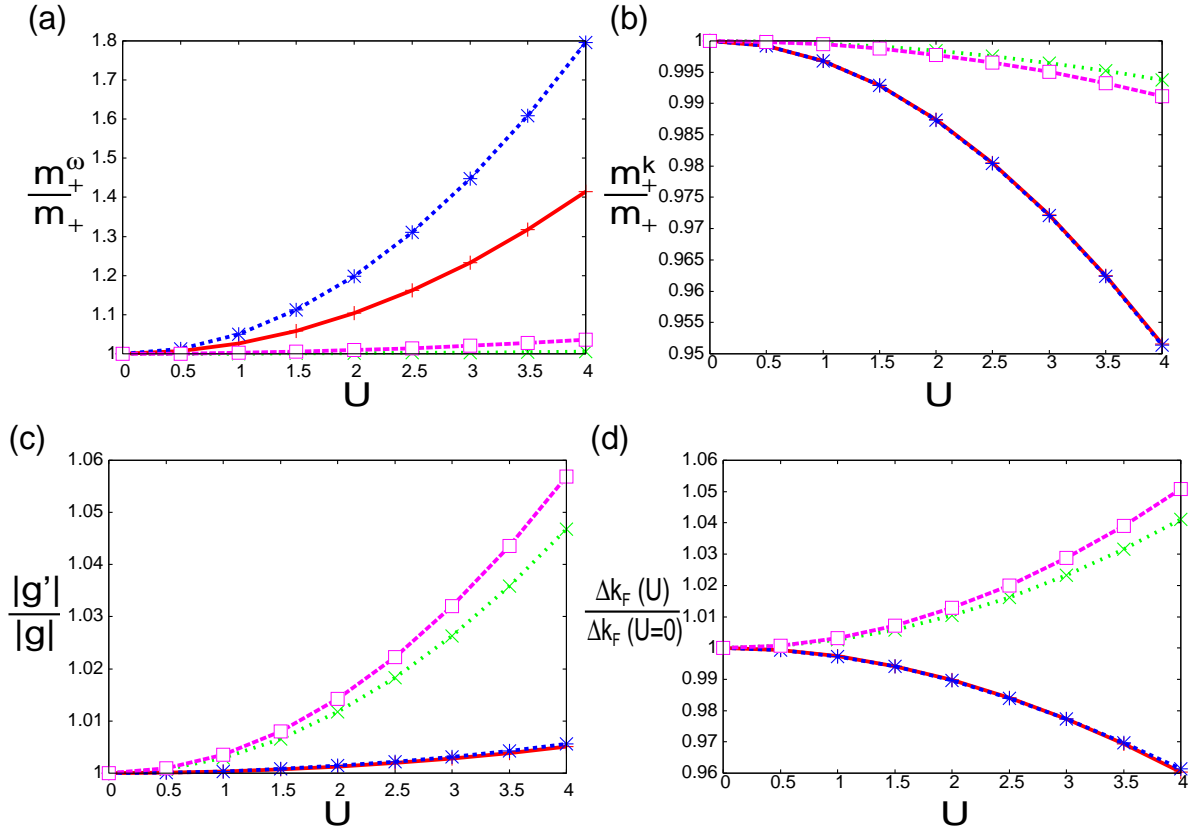 (a)
1.8
1.7
1.6
1.5
1.4
1.3
1.2
1.1
1
m₊^ω
m₊
0 0.5 1 1.5 2 2.5 3 3.5 4
U
(b)
1
0.995
0.99
0.985
0.98
0.975
0.97
0.965
0.96
0.955
0.95
m₊^k
m₊
0 0.5 1 1.5 2 2.5 3 3.5 4
U
(c)
1.06
1.05
1.04
1.03
1.02
1.01
1
|g'|
|g|
0 0.5 1 1.5 2 2.5 3 3.5 4
U
(d)
1.06
1.05
1.04
1.03
1.02
1.01
1
0.99
0.98
0.97
0.96
Δk_F (U)
Δk_F (U=0)
0 0.5 1 1.5 2 2.5 3 3.5 4
U